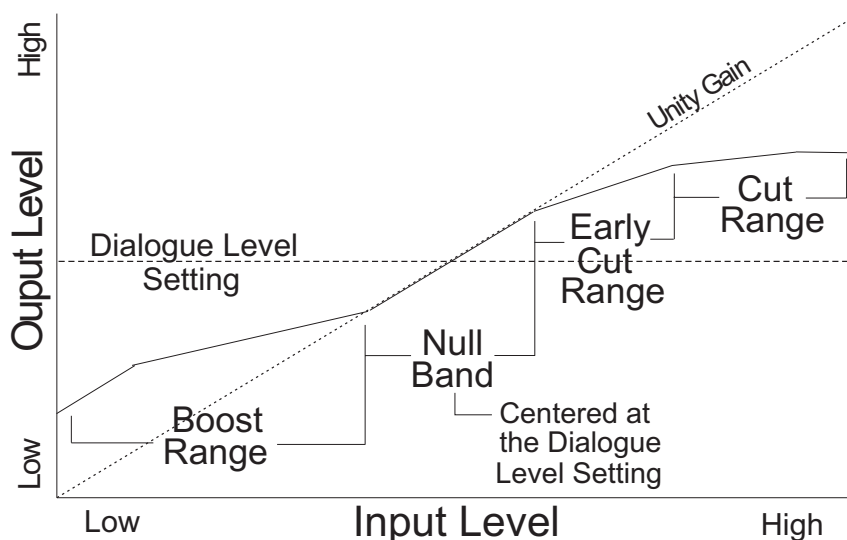 High
Unity Gain
Ouput Level
Dialogue Level
Setting
Early
Cut
Range
Cut
Range
Null
Band
Boost
Range
Centered at
the Dialogue
Level Setting
Low
Low
Input Level
High